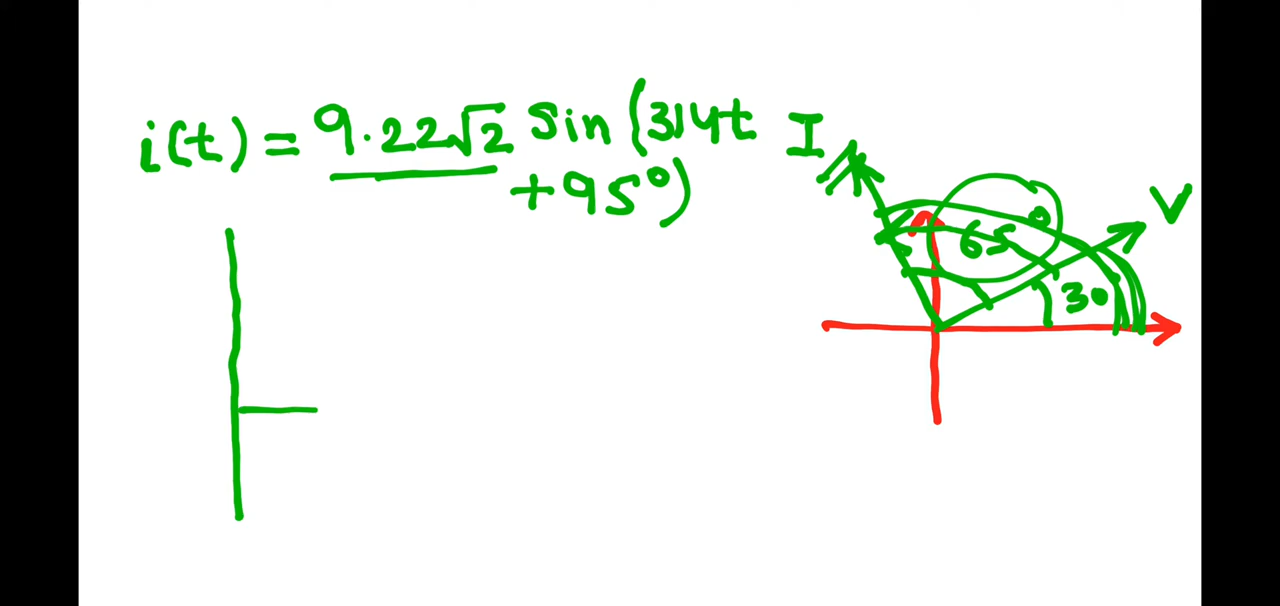 i(t) = 9.22√2 sin (314t
+95°)
I
V
65°
30